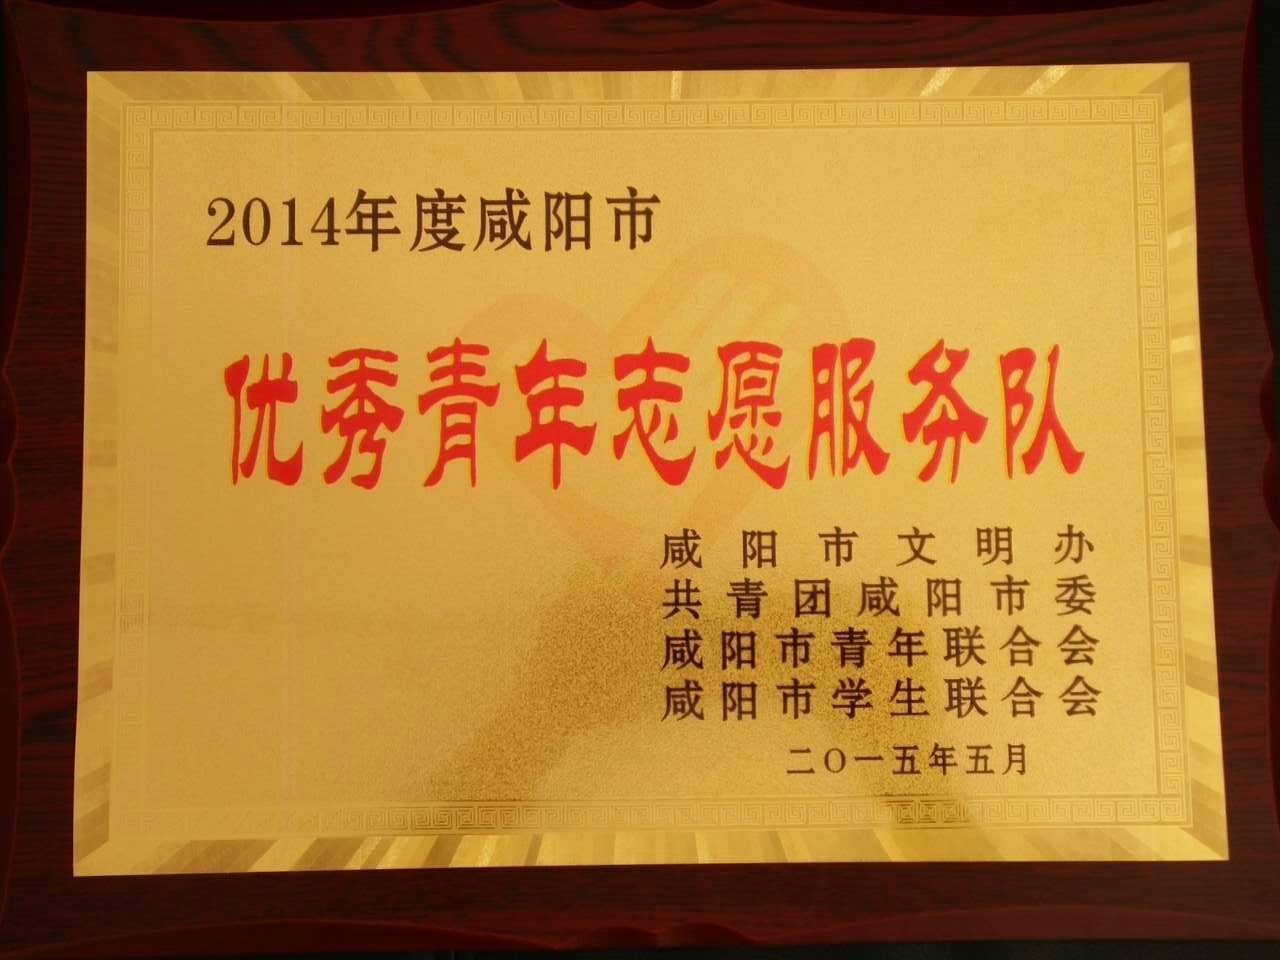 2014年度咸阳市
优秀青年志愿服务队
咸阳市文明办
共青团咸阳市委
咸阳市青年联合会
咸阳市学生联合会
二〇一五年五月